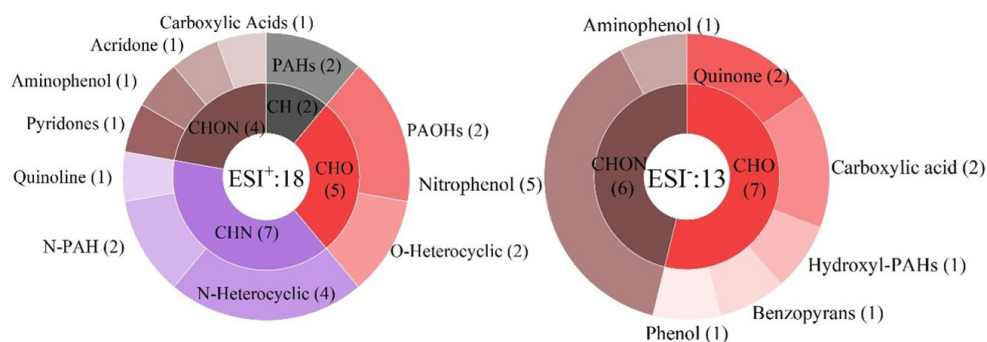 Carboxylic Acids (1)
Acridone (1)
Aminophenol (1)
Pyridones (1)
Quinoline (1)
N-PAH (2)
N-Heterocyclic (4)
O-Heterocyclic (2)
PAOHs (2)
PAHs (2)
CH (2)
CHO
(5)
CHN (7)
CHON (4)
ESI⁺:18
Aminophenol (1)
Quinone (2)
Carboxylic acid (2)
Hydroxyl-PAHs (1)
Benzopyrans (1)
Phenol (1)
Nitrophenol (5)
CHON
(6)
CHO
(7)
ESI⁻:13